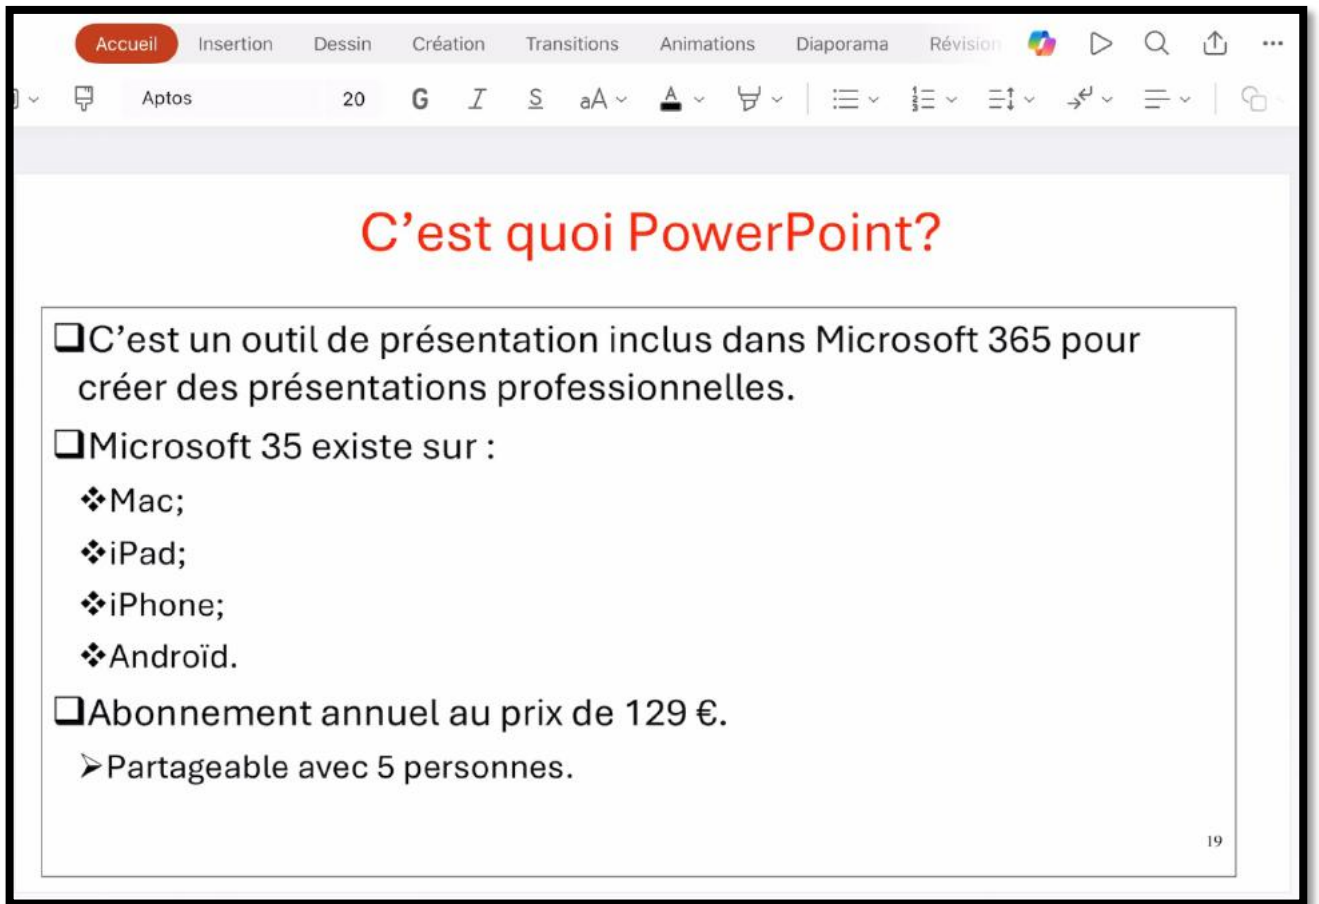 Accueil Insertion Dessin Création Transitions Animations Diaporama Révision
Aptos 20 G I S aA A
C’est quoi PowerPoint?
❑C’est un outil de présentation inclus dans Microsoft 365 pour
créer des présentations professionnelles.
❑Microsoft 35 existe sur :
❖Mac;
❖iPad;
❖iPhone;
❖Androïd.
❑Abonnement annuel au prix de 129 €.
➢Partageable avec 5 personnes.
19